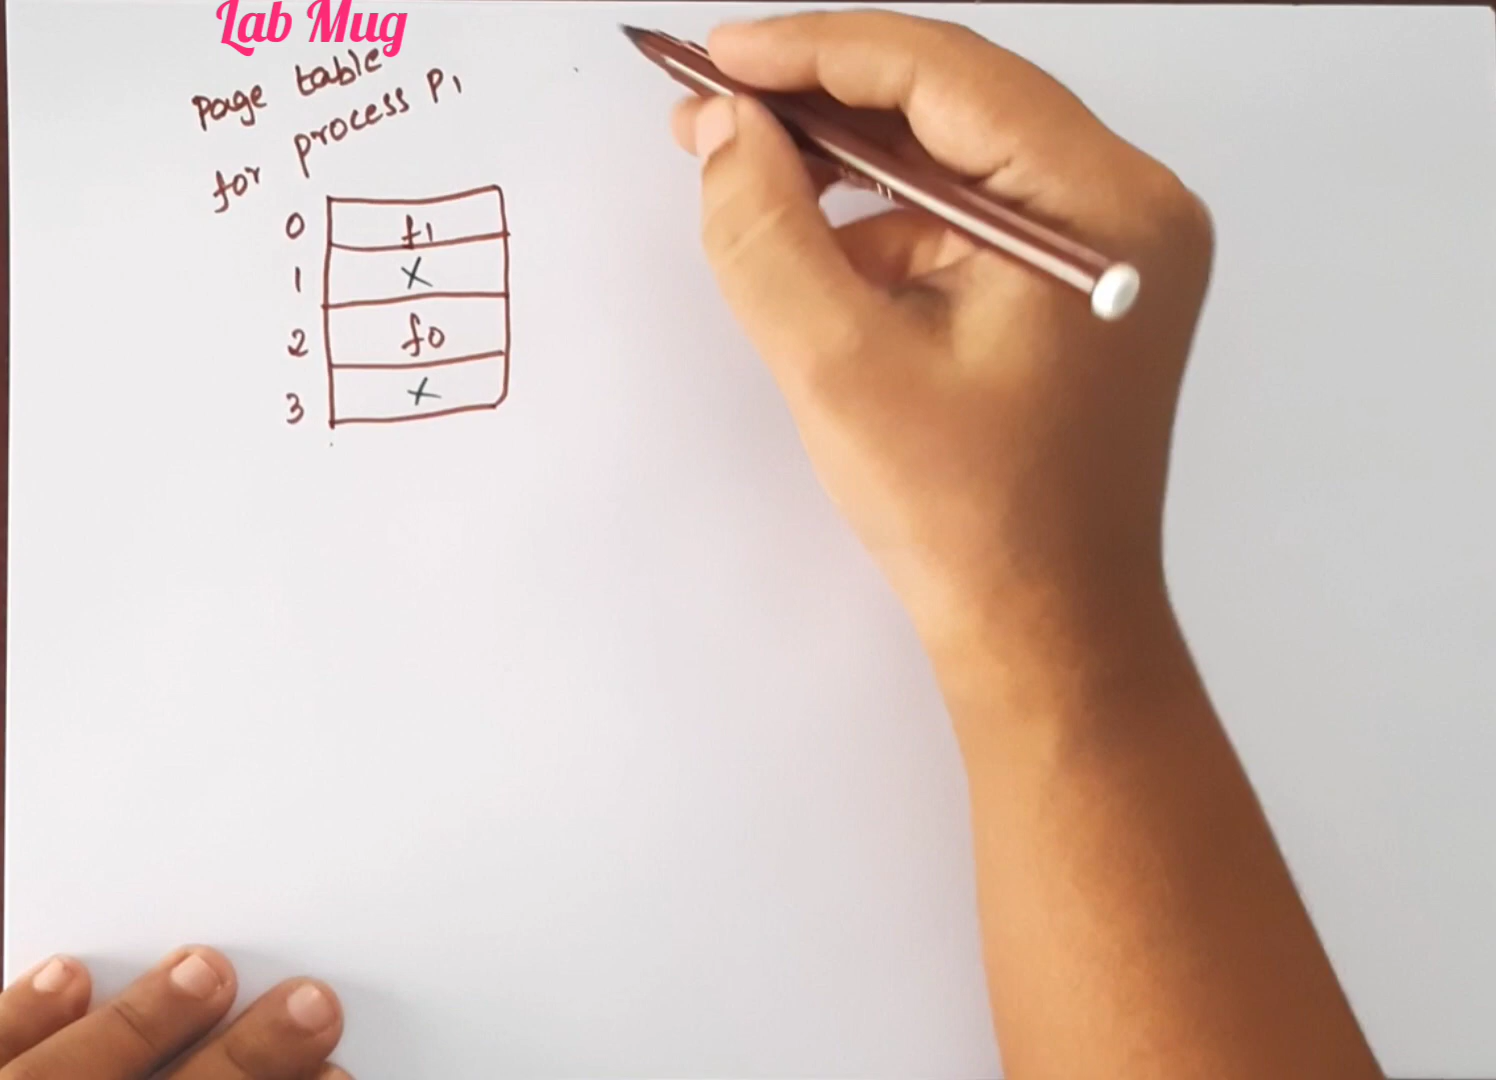 Lab Mug
Page table
for process P1
0 f1
1 X
2 f0
3 X